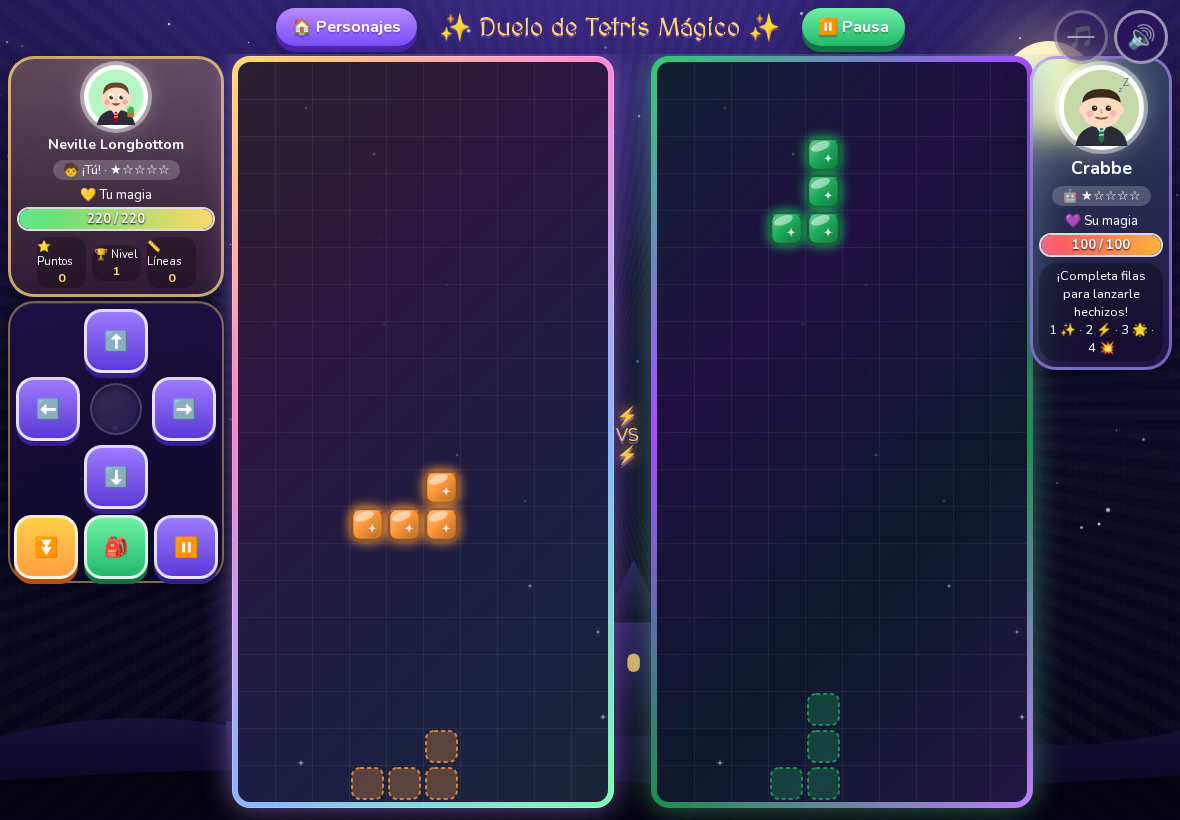 🏠 Personajes
✨ Duelo de Tetris Mágico ✨
⏸️ Pausa
Neville Longbottom
🧒 ¡Tú! · ★☆☆☆☆
💛 Tu magia
220 / 220
⭐ Puntos
0
🏆 Nivel
1
📏 Líneas
0
⚡
VS
⚡
z Z
Crabbe
🤖 ★☆☆☆☆
💜 Su magia
100 / 100
¡Completa filas
para lanzarle
hechizos!
1 ✨ · 2 ⚡ · 3 🌟 ·
4 💥